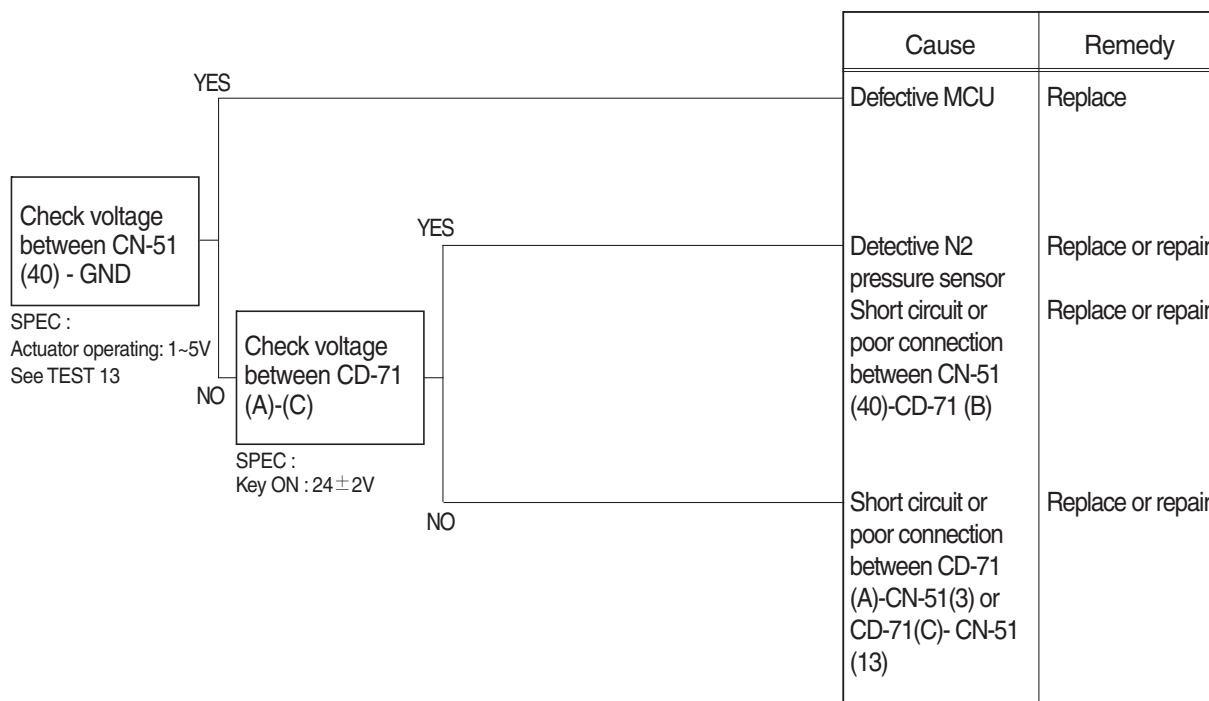 Cause
Remedy
YES
Defective MCU
Replace
Check voltage
between CN-51
(40) - GND
SPEC :
Actuator operating: 1~5V
See TEST 13
NO
YES
Detective N2
pressure sensor
Replace or repair
Short circuit or
poor connection
between CN-51
(40)-CD-71 (B)
Replace or repair
Check voltage
between CD-71
(A)-(C)
SPEC :
Key ON : 24±2V
NO
Short circuit or
poor connection
between CD-71
(A)-CN-51(3) or
CD-71(C)- CN-51
(13)
Replace or repair